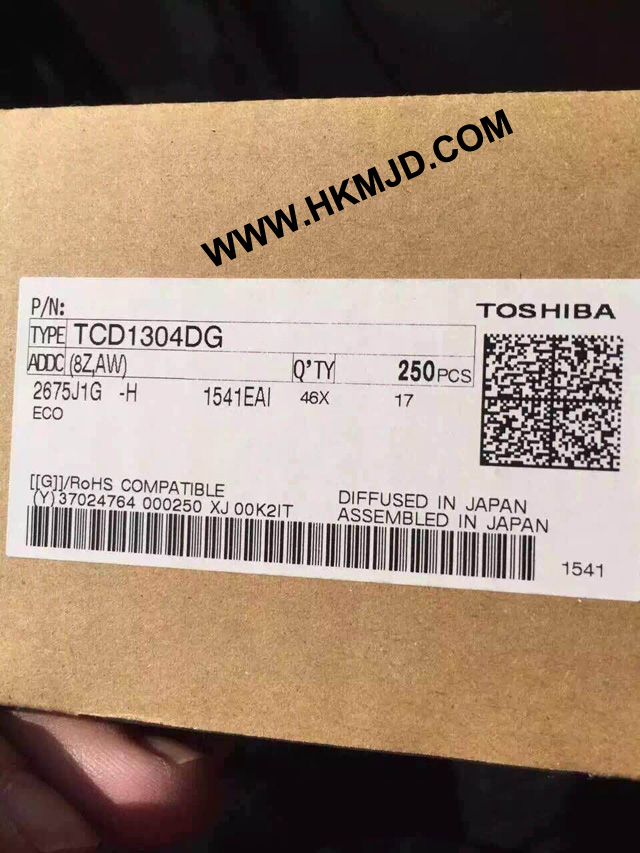 WWW.HKMJD.COM
P/N:
TOSHIBA
TYPE TCD1304DG
ADDC (8Z,AW) Q'TY 250PCS
2675J1G -H 1541EAI 46X 17
ECO
[[G]]/RoHS COMPATIBLE
(Y)37024764 000250 XJ 00K2IT
DIFFUSED IN JAPAN
ASSEMBLED IN JAPAN
1541